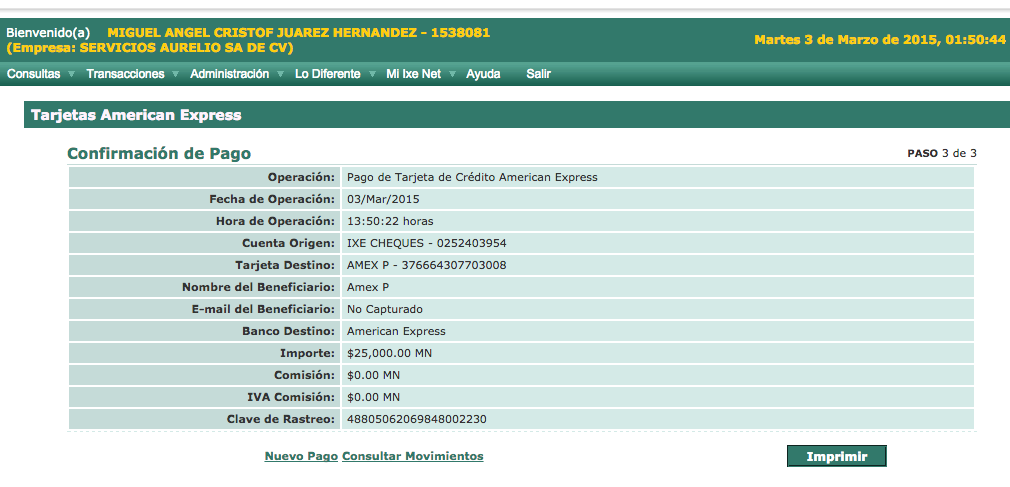 Bienvenido(a) MIGUEL ANGEL CRISTOF JUAREZ HERNANDEZ - 1538081
(Empresa: SERVICIOS AURELIO SA DE CV)
Martes 3 de Marzo de 2015, 01:50:44
Consultas Transacciones Administración Lo Diferente Mi Ixe Net Ayuda Salir
Tarjetas American Express
Confirmación de Pago PASO 3 de 3
Operación: Pago de Tarjeta de Crédito American Express
Fecha de Operación: 03/Mar/2015
Hora de Operación: 13:50:22 horas
Cuenta Origen: IXE CHEQUES - 0252403954
Tarjeta Destino: AMEX P - 376664307703008
Nombre del Beneficiario: Amex P
E-mail del Beneficiario: No Capturado
Banco Destino: American Express
Importe: $25,000.00 MN
Comisión: $0.00 MN
IVA Comisión: $0.00 MN
Clave de Rastreo: 48805062069848002230
Nuevo Pago Consultar Movimientos Imprimir